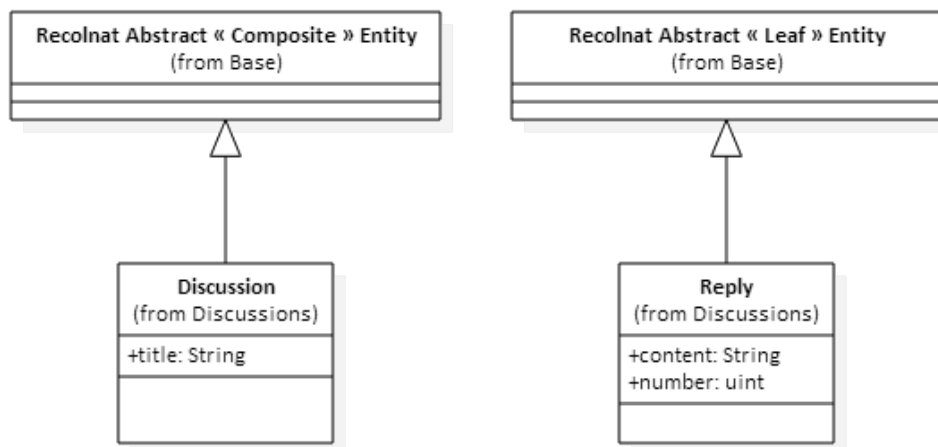 Recolnat Abstract « Composite » Entity
(from Base)
Recolnat Abstract « Leaf » Entity
(from Base)
Discussion
(from Discussions)
+title: String
Reply
(from Discussions)
+content: String
+number: uint